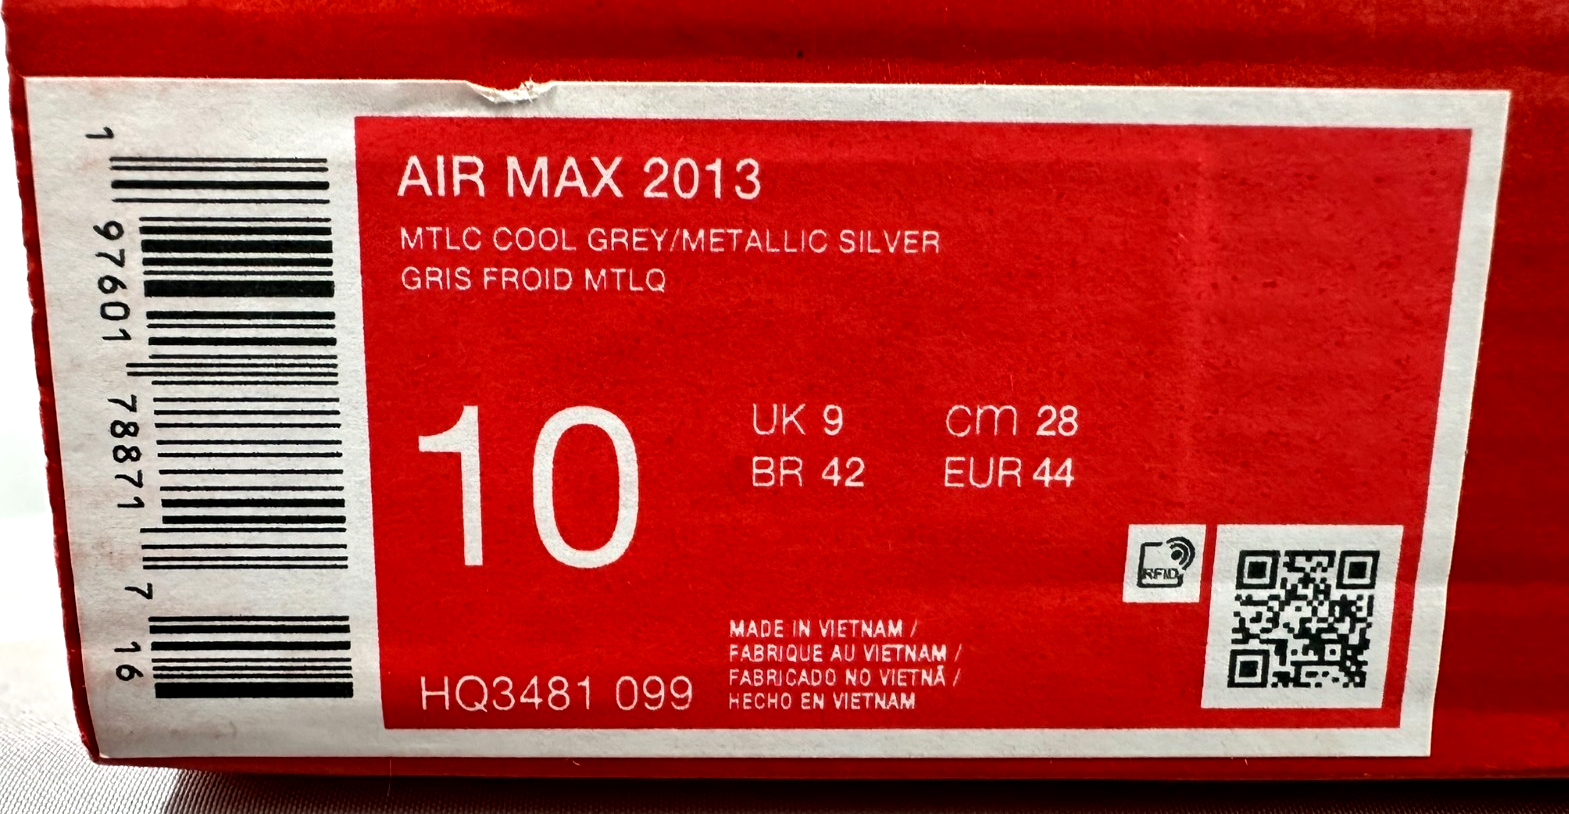 AIR MAX 2013
MTLC COOL GREY/METALLIC SILVER
GRIS FROID MTLQ
10
UK 9
cm 28
BR 42
EUR 44
RFID
MADE IN VIETNAM /
FABRIQUE AU VIETNAM /
FABRICADO NO VIETNÃ /
HECHO EN VIETNAM
HQ3481 099
1 97601 78871 7 16